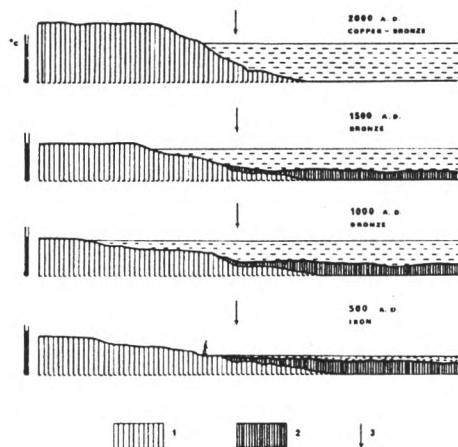 °c
2000 A.D.
COPPER-BRONZE
1500 A.D.
BRONZE
1000 A.D.
BRONZE
500 A.D.
IRON
1 2 3